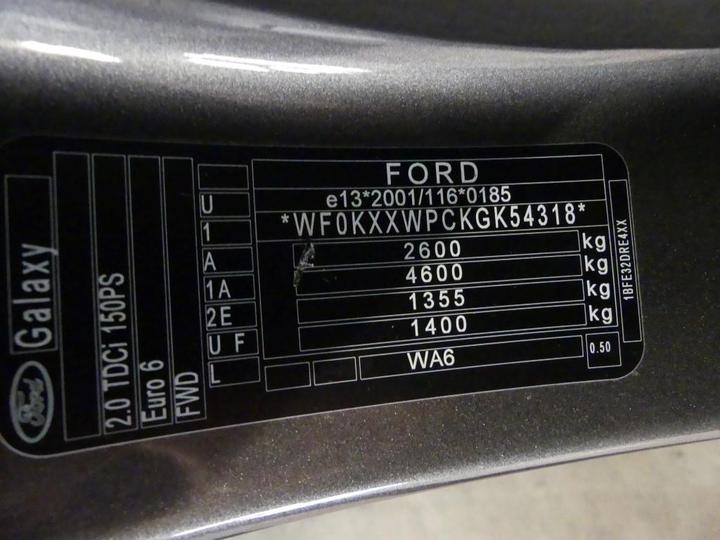 Ford
Galaxy
2.0 TDCi 150PS
Euro 6
FWD
U
1
A
1A
2E
U F
L
FORD
e13*2001/116*0185
*WF0KXXWPCKGK54318*
2600 kg
4600 kg
1355 kg
1400 kg
WA6
0.50
1BFE32DRE4XX